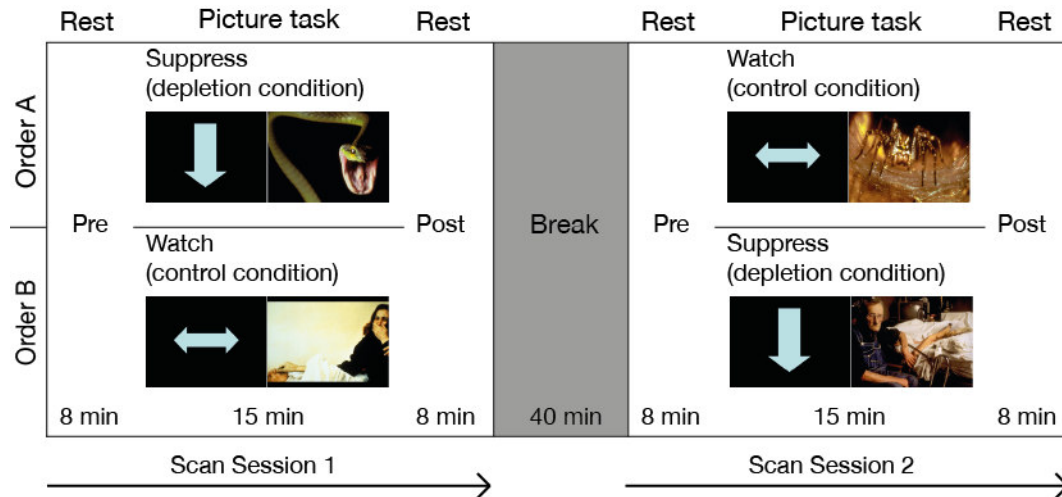 Rest Picture task Rest Rest Picture task Rest
Order A
Suppress
(depletion condition)
Watch
(control condition)
Pre Post Break Pre Post
Order B
Watch
(control condition)
Suppress
(depletion condition)
8 min 15 min 8 min 40 min 8 min 15 min 8 min
Scan Session 1 Scan Session 2